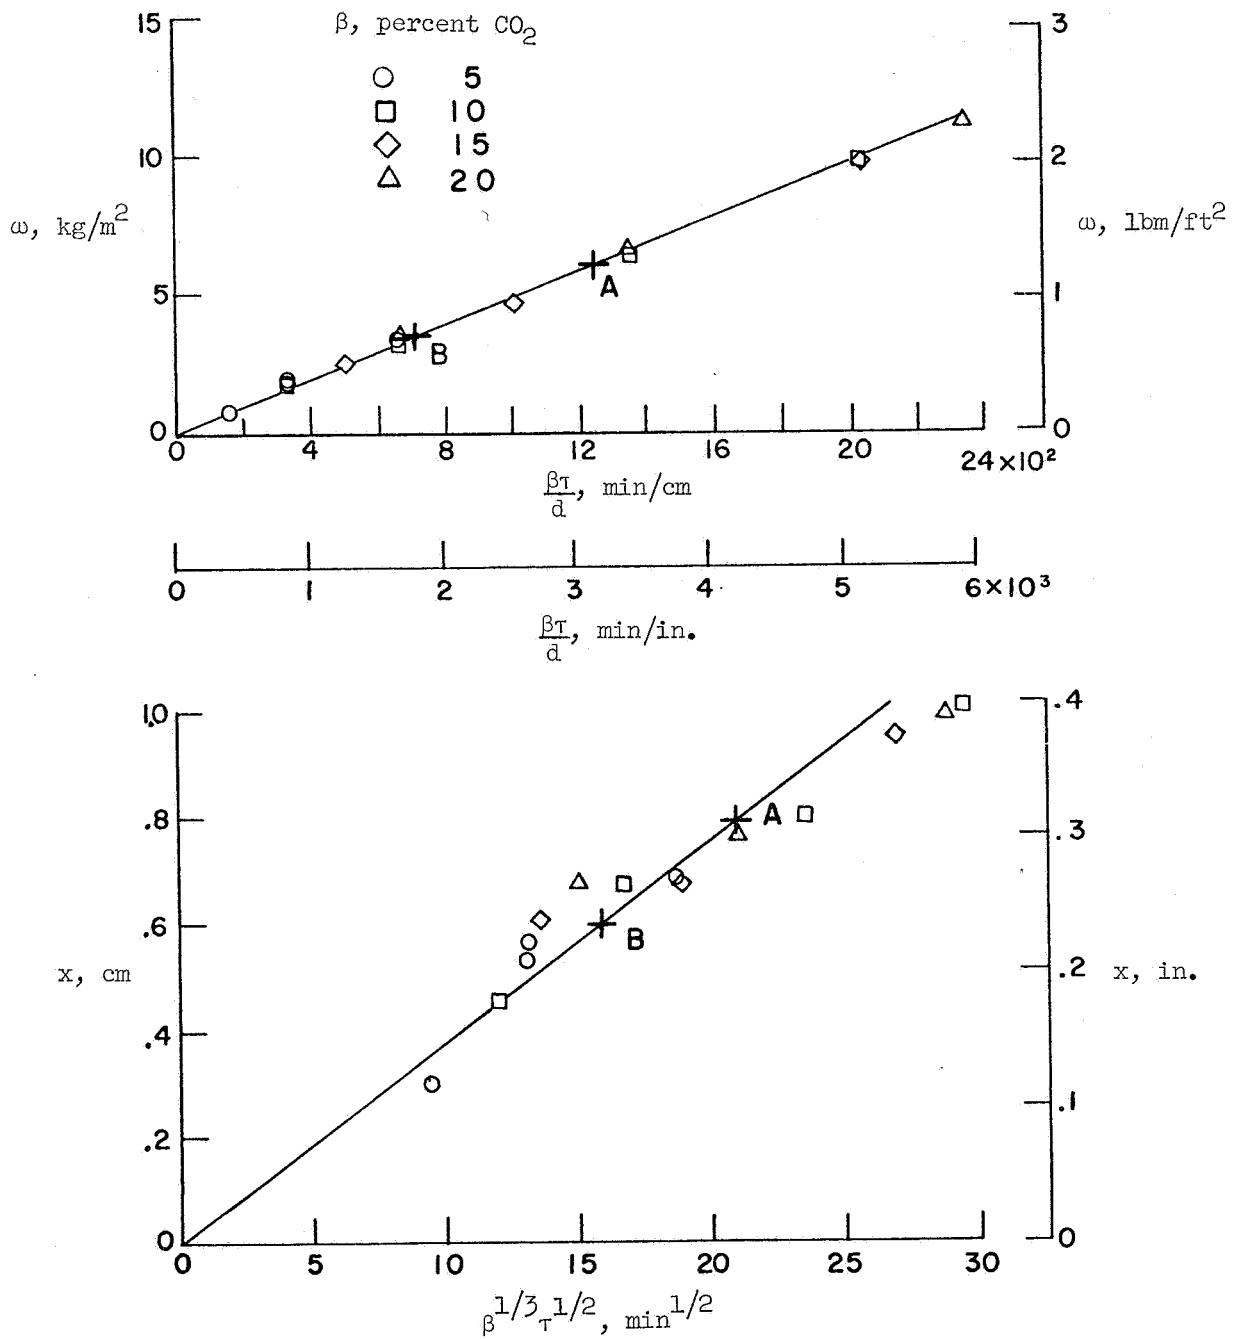 15
β, percent CO2
3
5
10
15
20
10
2
ω, kg/m2
ω, lbm/ft2
A
5
1
B
0
0
0 4 8 12 16 20 24×102
βτ/d, min/cm
0 1 2 3 4 5 6×103
βτ/d, min/in.
1.0
.4
.8
A
.3
.6
B
x, cm
.2
x, in.
.4
.1
.2
0
0
0 5 10 15 20 25 30
β1/3τ1/2, min1/2